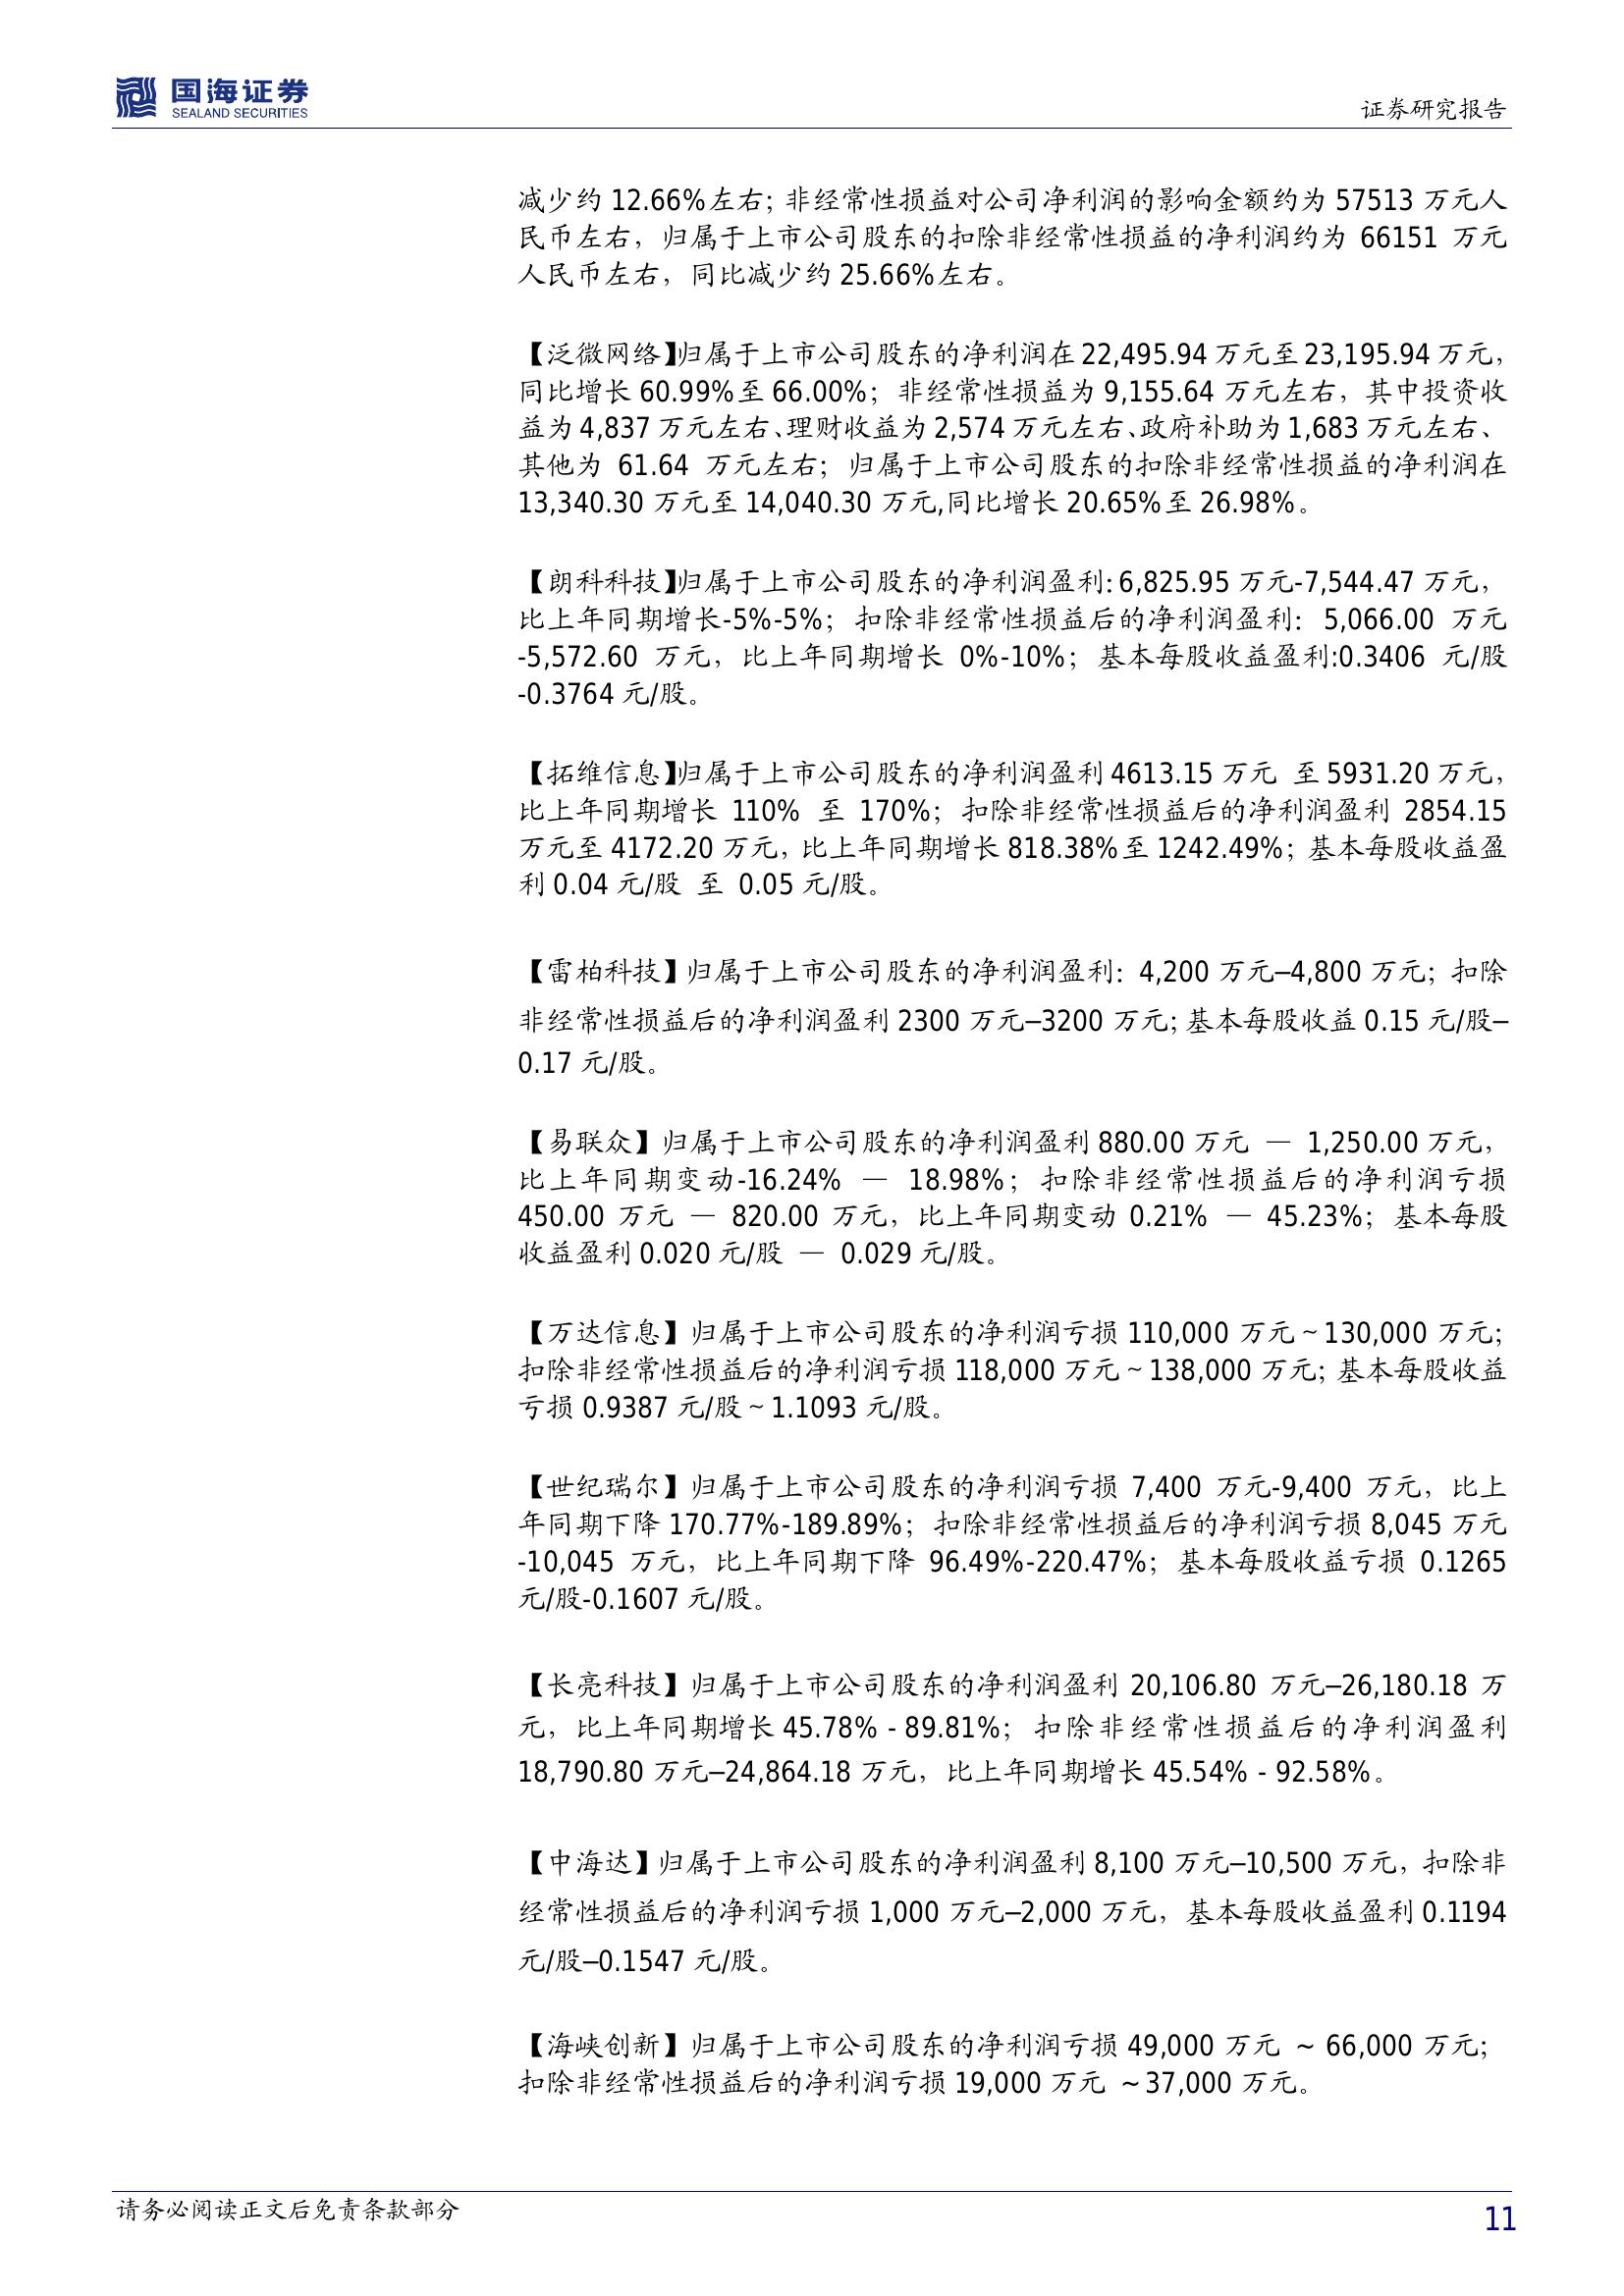 国海证券
SEALAND SECURITIES
证券研究报告
减少约 12.66%左右；非经常性损益对公司净利润的影响金额约为 57513 万元人
民币左右，归属于上市公司股东的扣除非经常性损益的净利润约为 66151 万元
人民币左右，同比减少约 25.66%左右。
【泛微网络】归属于上市公司股东的净利润在 22,495.94 万元至 23,195.94 万元，
同比增长 60.99%至 66.00%；非经常性损益为 9,155.64 万元左右，其中投资收
益为 4,837 万元左右、理财收益为 2,574 万元左右、政府补助为 1,683 万元左右、
其他为 61.64 万元左右；归属于上市公司股东的扣除非经常性损益的净利润在
13,340.30 万元至 14,040.30 万元,同比增长 20.65%至 26.98%。
【朗科科技】归属于上市公司股东的净利润盈利：6,825.95 万元-7,544.47 万元，
比上年同期增长-5%-5%；扣除非经常性损益后的净利润盈利：5,066.00 万元
-5,572.60 万元，比上年同期增长 0%-10%；基本每股收益盈利:0.3406 元/股
-0.3764 元/股。
【拓维信息】归属于上市公司股东的净利润盈利 4613.15 万元 至 5931.20 万元，
比上年同期增长 110% 至 170%；扣除非经常性损益后的净利润盈利 2854.15
万元至 4172.20 万元，比上年同期增长 818.38%至 1242.49%；基本每股收益盈
利 0.04 元/股 至 0.05 元/股。
【雷柏科技】归属于上市公司股东的净利润盈利：4,200 万元–4,800 万元；扣除
非经常性损益后的净利润盈利 2300 万元–3200 万元；基本每股收益 0.15 元/股–
0.17 元/股。
【易联众】归属于上市公司股东的净利润盈利 880.00 万元 — 1,250.00 万元，
比上年同期变动-16.24% — 18.98%；扣除非经常性损益后的净利润亏损
450.00 万元 — 820.00 万元，比上年同期变动 0.21% — 45.23%；基本每股
收益盈利 0.020 元/股 — 0.029 元/股。
【万达信息】归属于上市公司股东的净利润亏损 110,000 万元～130,000 万元；
扣除非经常性损益后的净利润亏损 118,000 万元～138,000 万元；基本每股收益
亏损 0.9387 元/股～1.1093 元/股。
【世纪瑞尔】归属于上市公司股东的净利润亏损 7,400 万元-9,400 万元，比上
年同期下降 170.77%-189.89%；扣除非经常性损益后的净利润亏损 8,045 万元
-10,045 万元，比上年同期下降 96.49%-220.47%；基本每股收益亏损 0.1265
元/股-0.1607 元/股。
【长亮科技】归属于上市公司股东的净利润盈利 20,106.80 万元–26,180.18 万
元，比上年同期增长 45.78% - 89.81%；扣除非经常性损益后的净利润盈利
18,790.80 万元–24,864.18 万元，比上年同期增长 45.54% - 92.58%。
【中海达】归属于上市公司股东的净利润盈利 8,100 万元–10,500 万元，扣除非
经常性损益后的净利润亏损 1,000 万元–2,000 万元，基本每股收益盈利 0.1194
元/股–0.1547 元/股。
【海峡创新】归属于上市公司股东的净利润亏损 49,000 万元 ～ 66,000 万元；
扣除非经常性损益后的净利润亏损 19,000 万元 ～37,000 万元。
请务必阅读正文后免责条款部分
11